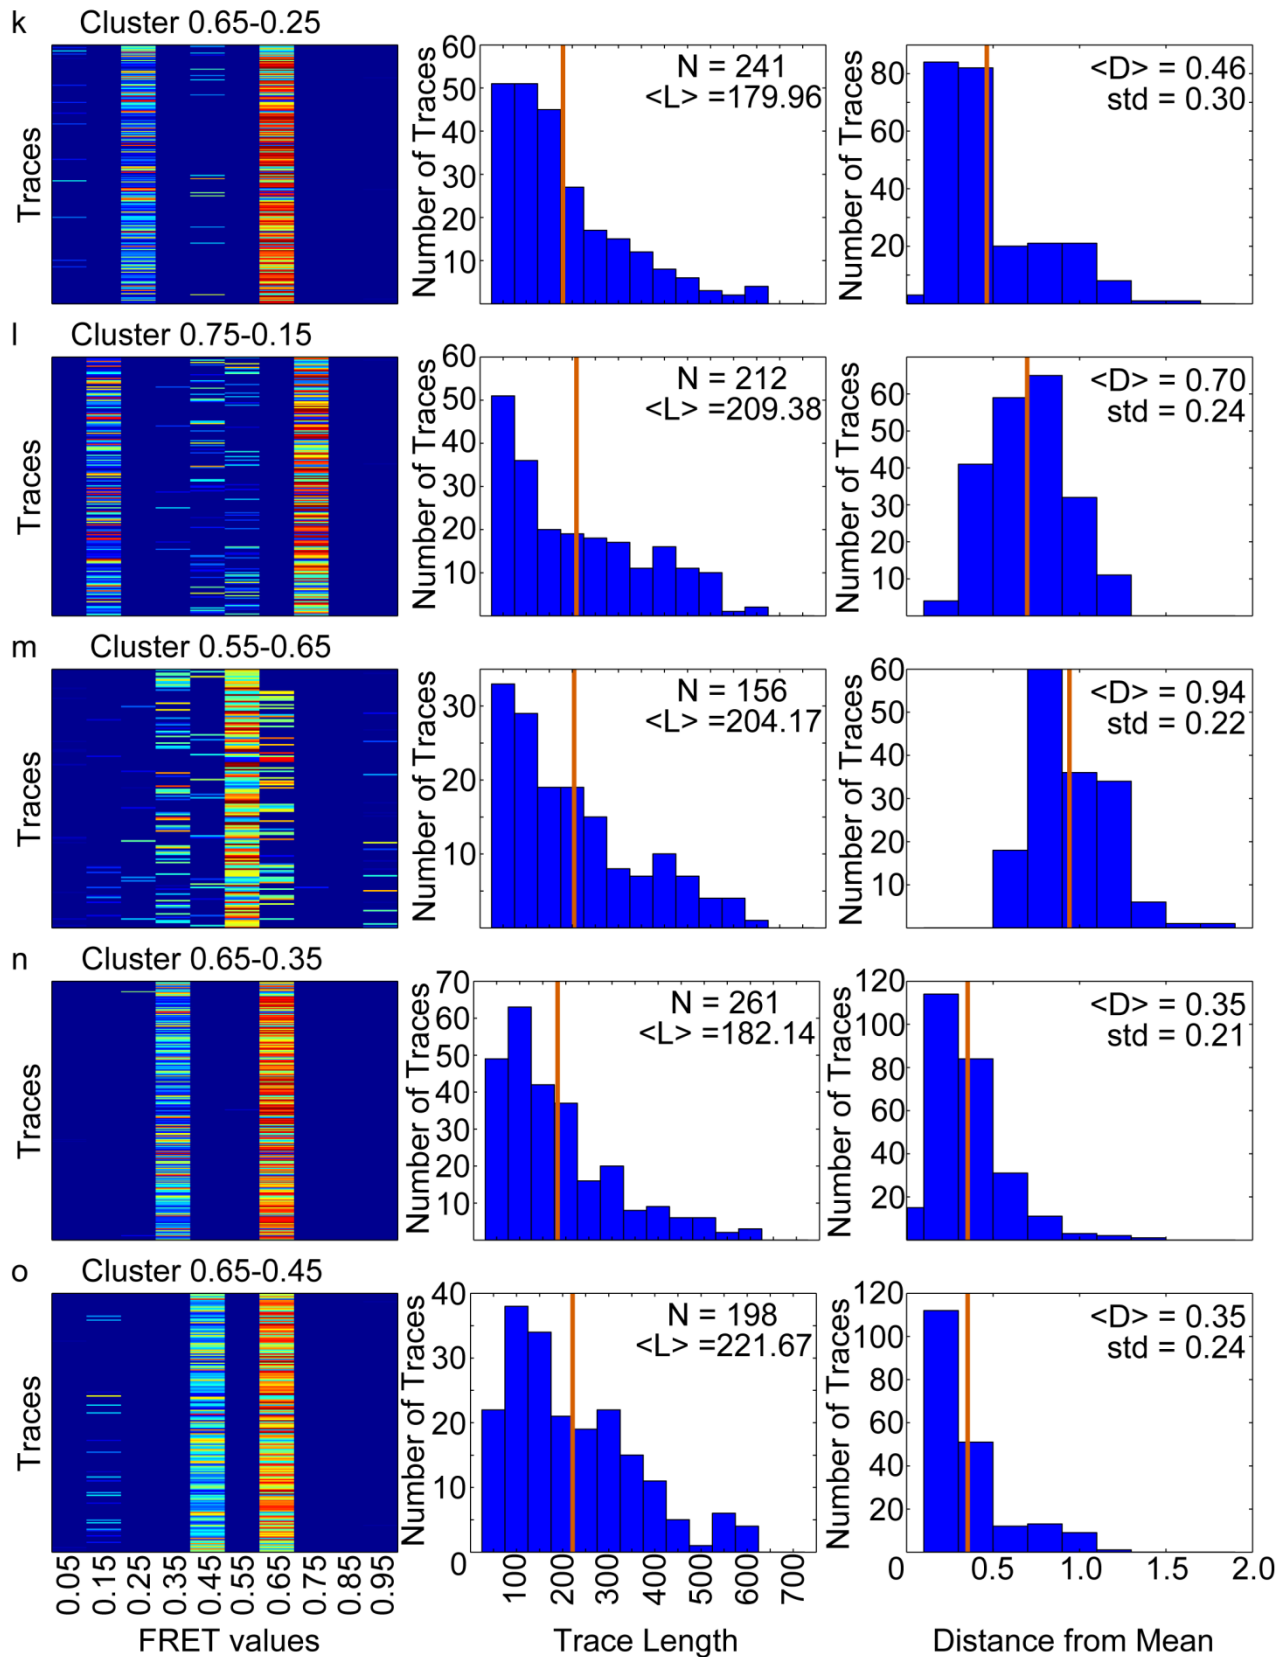 k Cluster 0.65-0.25
Traces
Number of Traces
60
50
40
30
20
10
N = 241
<L> =179.96
Number of Traces
80
60
40
20
<D> = 0.46
std = 0.30
l Cluster 0.75-0.15
Traces
Number of Traces
60
50
40
30
20
10
N = 212
<L> =209.38
Number of Traces
60
50
40
30
20
10
<D> = 0.70
std = 0.24
m Cluster 0.55-0.65
Traces
Number of Traces
30
20
10
N = 156
<L> =204.17
Number of Traces
60
50
40
30
20
10
<D> = 0.94
std = 0.22
n Cluster 0.65-0.35
Traces
Number of Traces
70
60
50
40
30
20
10
N = 261
<L> =182.14
Number of Traces
120
100
80
60
40
20
<D> = 0.35
std = 0.21
o Cluster 0.65-0.45
Traces
0.05 0.15 0.25 0.35 0.45 0.55 0.65 0.75 0.85 0.95
FRET values
Number of Traces
40
30
20
10
0
N = 198
<L> =221.67
100 200 300 400 500 600 700
Trace Length
Number of Traces
120
100
80
60
40
20
<D> = 0.35
std = 0.24
0 0.5 1.0 1.5 2.0
Distance from Mean